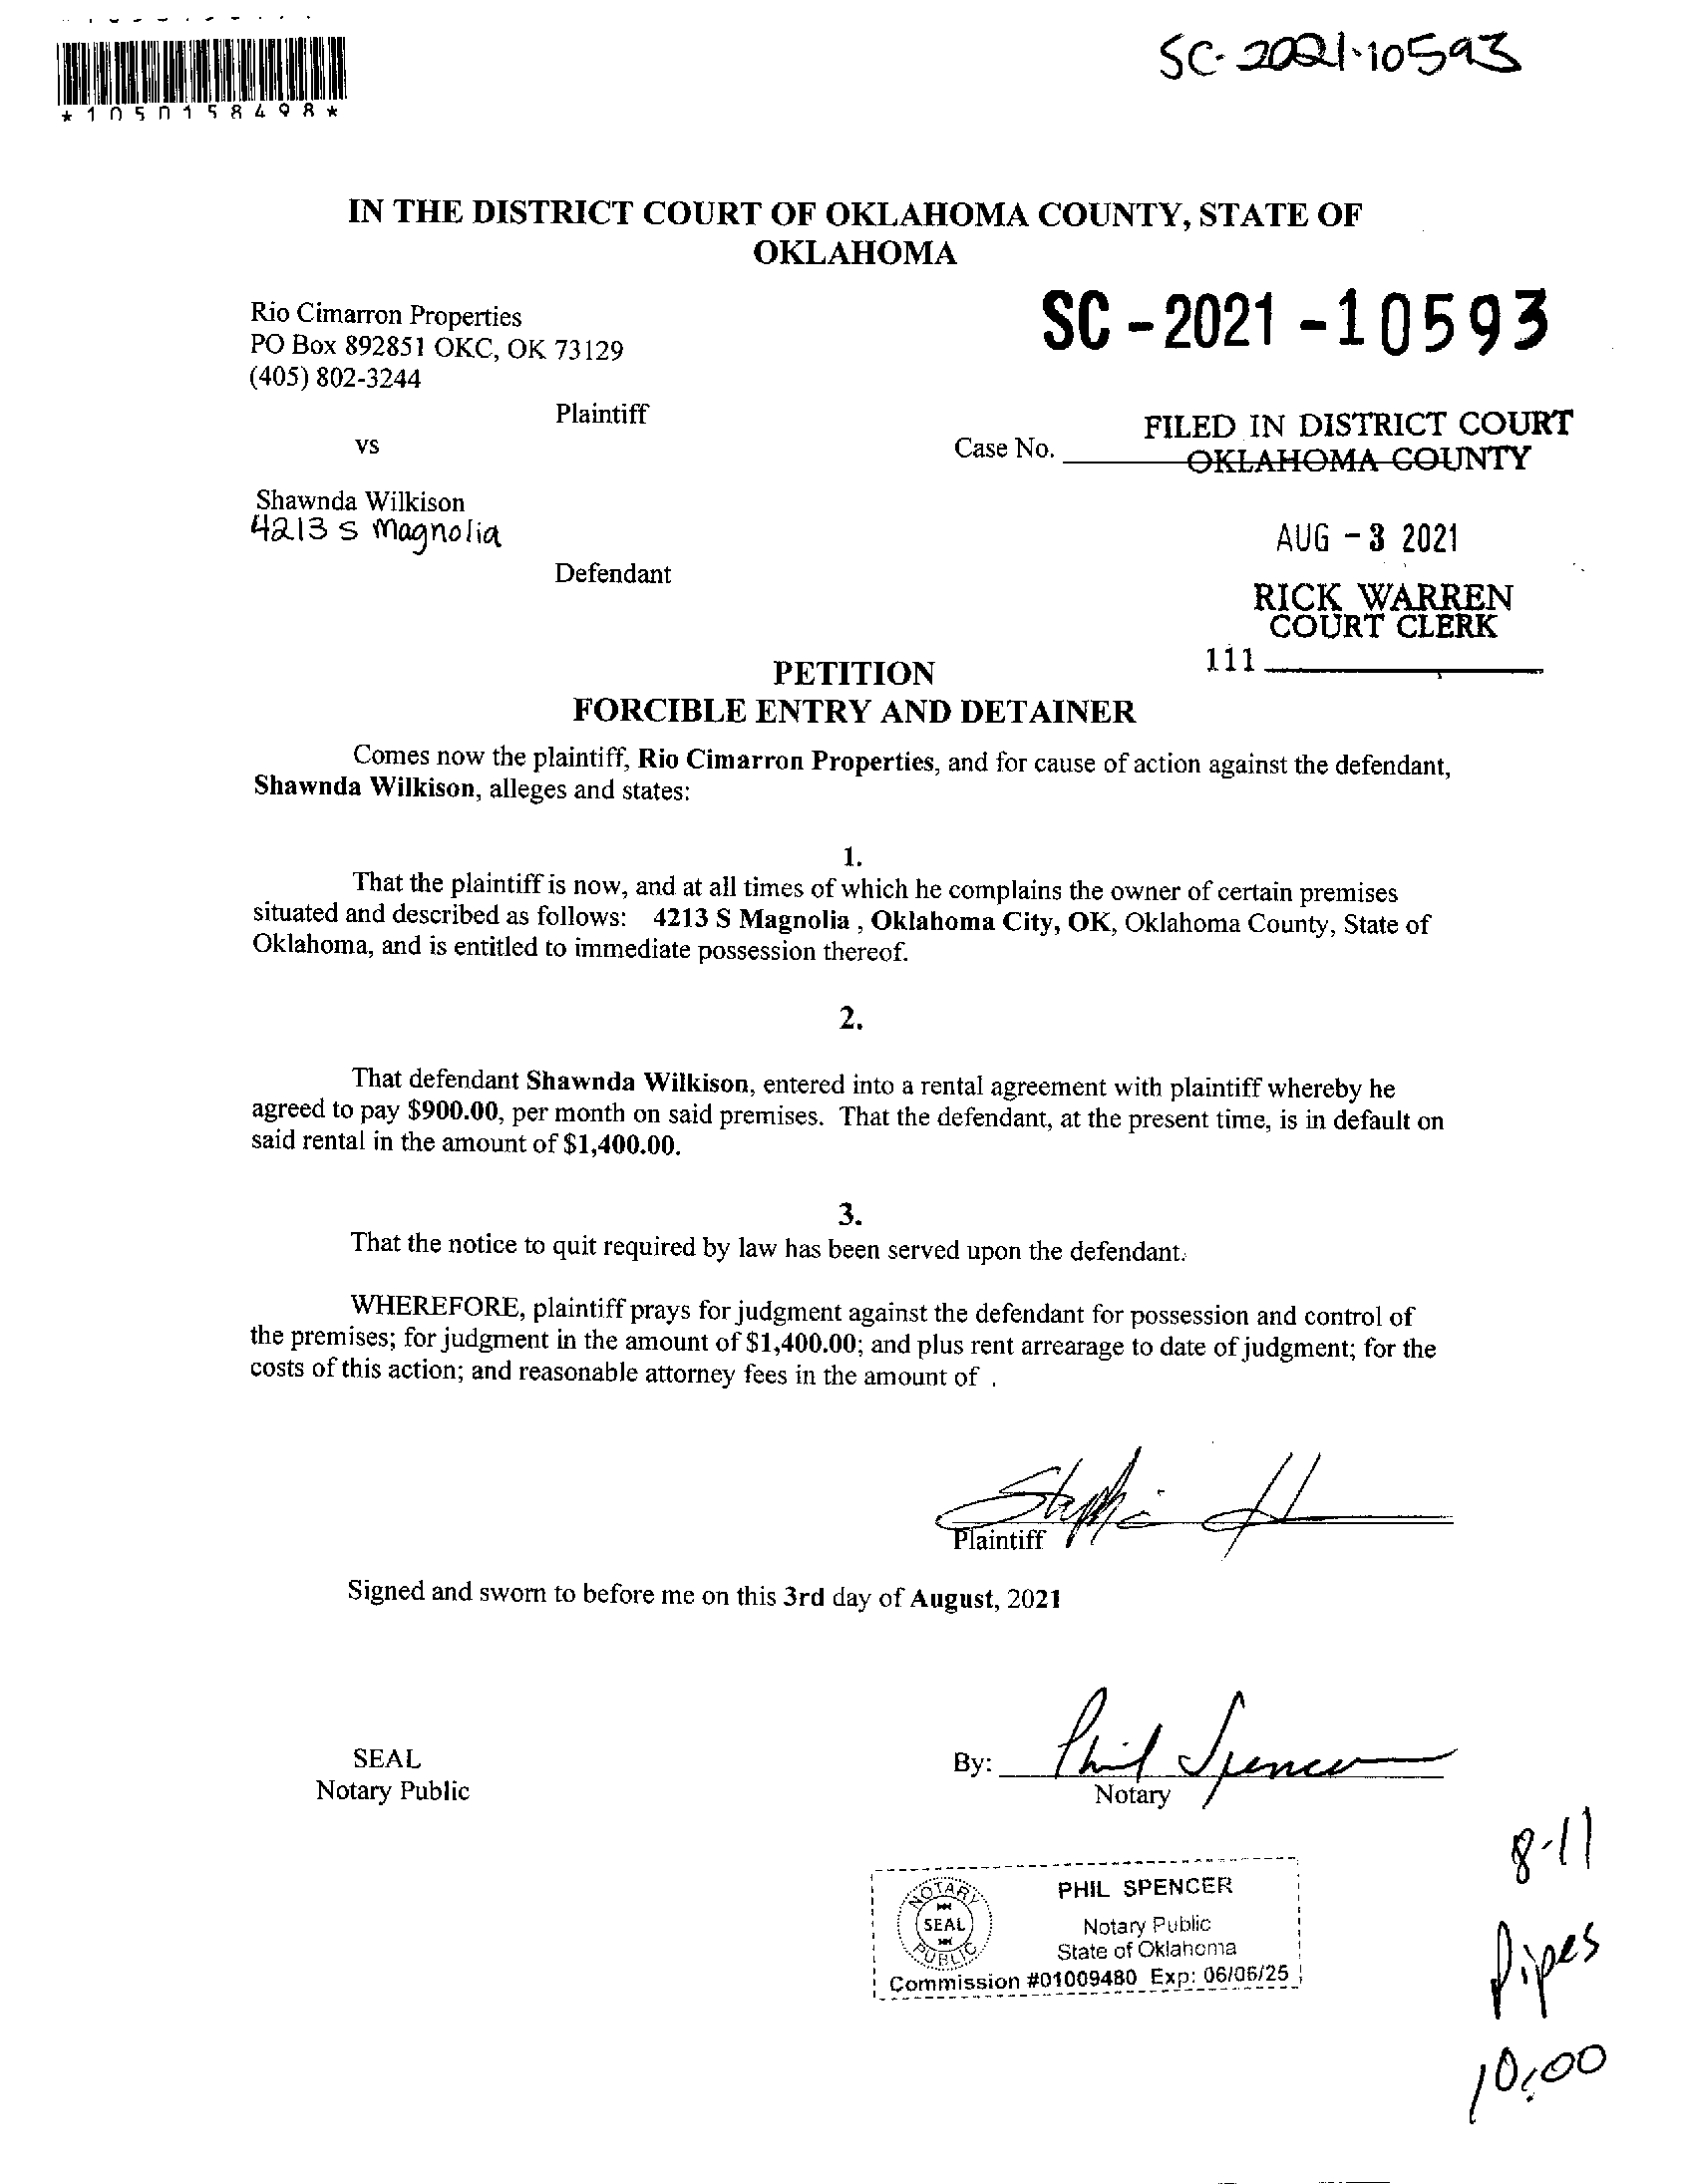 SC-2021-10593
*1050158498*
IN THE DISTRICT COURT OF OKLAHOMA COUNTY, STATE OF
OKLAHOMA
Rio Cimarron Properties
PO Box 892851 OKC, OK 73129
(405) 802-3244
SC-2021-10593
Plaintiff
vs
Case No.
FILED IN DISTRICT COURT
OKLAHOMA COUNTY
Shawnda Wilkison
4213 S Magnolia
AUG -3 2021
Defendant
RICK WARREN
COURT CLERK
111
PETITION
FORCIBLE ENTRY AND DETAINER
Comes now the plaintiff, Rio Cimarron Properties, and for cause of action against the defendant,
Shawnda Wilkison, alleges and states:
1.
That the plaintiff is now, and at all times of which he complains the owner of certain premises
situated and described as follows: 4213 S Magnolia , Oklahoma City, OK, Oklahoma County, State of
Oklahoma, and is entitled to immediate possession thereof.
2.
That defendant Shawnda Wilkison, entered into a rental agreement with plaintiff whereby he
agreed to pay $900.00, per month on said premises. That the defendant, at the present time, is in default on
said rental in the amount of $1,400.00.
3.
That the notice to quit required by law has been served upon the defendant.
WHEREFORE, plaintiff prays for judgment against the defendant for possession and control of
the premises; for judgment in the amount of $1,400.00; and plus rent arrearage to date of judgment; for the
costs of this action; and reasonable attorney fees in the amount of .
Plaintiff
Signed and sworn to before me on this 3rd day of August, 2021
SEAL
Notary Public
By: Phil Spencer
Notary
NOTARY
SEAL
PUBLIC
PHIL SPENCER
Notary Public
State of Oklahoma
Commission #01009480 Exp: 06/06/25
8-11
Pipes
10:00